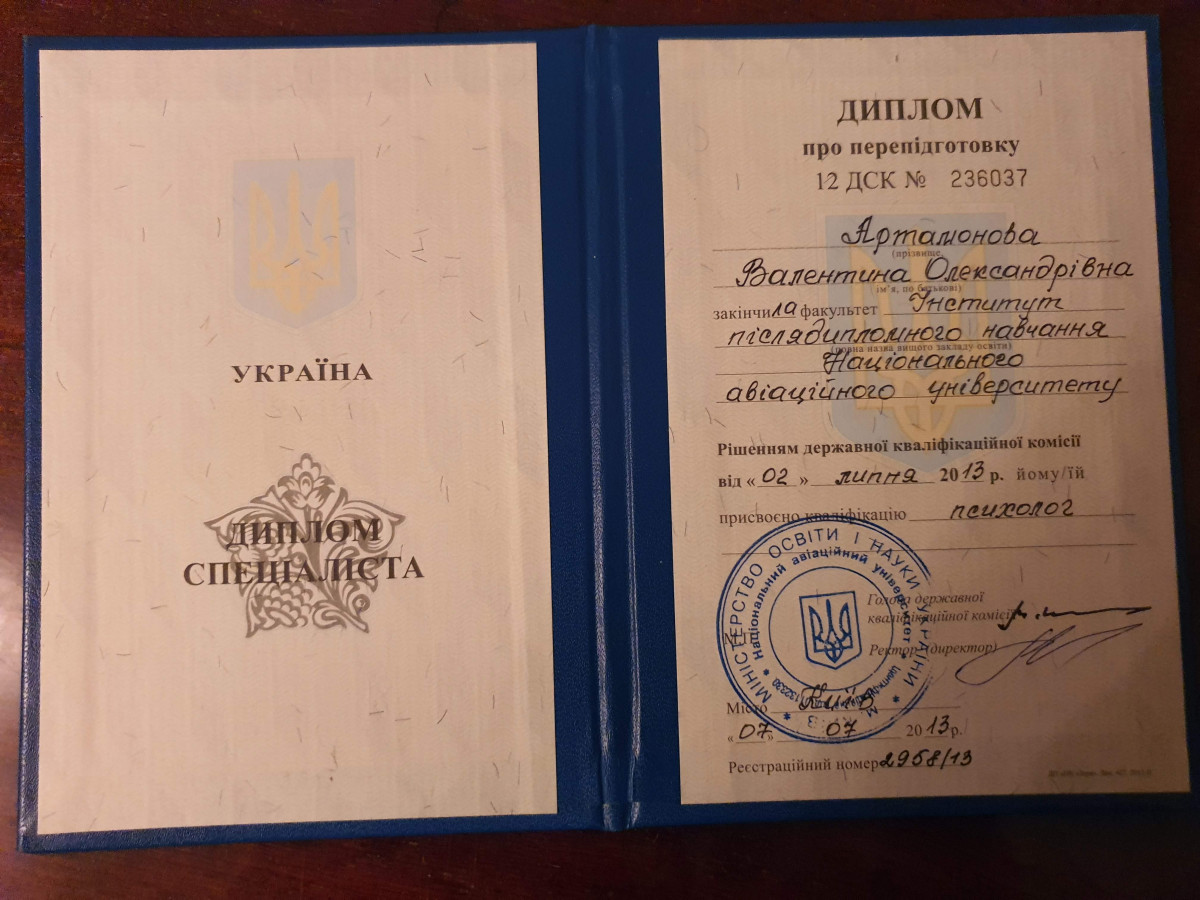 УКРАЇНА
ДИПЛОМ
СПЕЦІАЛІСТА
ДИПЛОМ
про перепідготовку
12 ДСК № 236037
Артамонова
(прізвище,
Валентина Олександрівна
ім'я, по батькові)
закінчила факультет Інститут
післядипломного навчання
(повна назва вищого закладу освіти)
Національного
авіаційного університету
Рішенням державної кваліфікаційної комісії
від « 02 » липня 2013 р. йому/їй
присвоєно кваліфікацію психолог
МІНІСТЕРСТВО ОСВІТИ І НАУКИ УКРАЇНИ
Національний авіаційний університет
М. КИЇВ
Голова державної
кваліфікаційної комісії
Ректор (директор)
Місто Київ
«07» 07 2013р.
Реєстраційний номер 2958/13